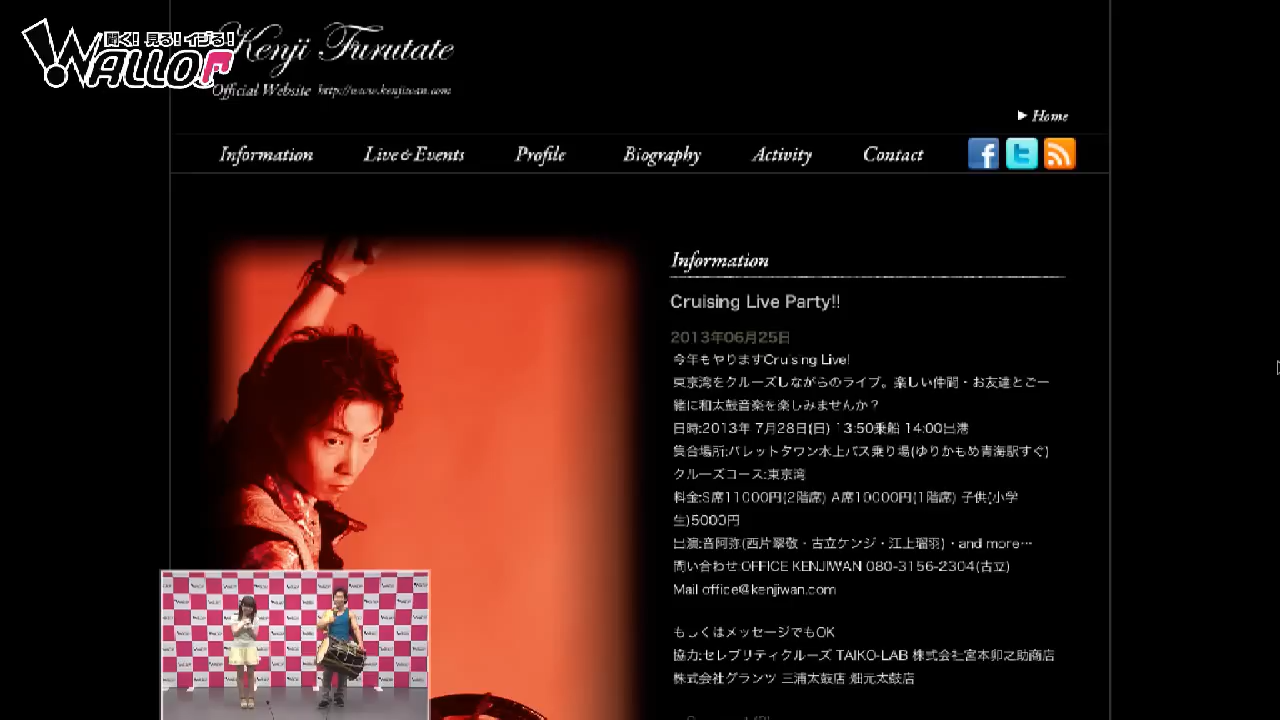 聞く！見る！イジる！
WALLOP
Kenji Furutate
Official Website http://www.kenjiwan.com
Home
Information Live & Events Profile Biography Activity Contact
Information
Cruising Live Party!!
2013年06月25日
今年もやりますCruising Live!
東京湾をクルーズしながらのライブ。楽しい仲間・お友達とご一
緒に和太鼓音楽を楽しみませんか？
日時:2013年 7月28日(日) 13:50乗船 14:00出港
集合場所:パレットタウン水上バス乗り場(ゆりかもめ青海駅すぐ)
クルーズコース:東京湾
料金:S席11000円(2階席) A席10000円(1階席) 子供(小学
生)5000円
出演:音阿弥(西片翠敬・古立ケンジ・江上瑠羽)・and more…
問い合わせ:OFFICE KENJIWAN 080-3156-2304(古立)
Mail office@kenjiwan.com
もしくはメッセージでもOK
協力:セレブリティクルーズ TAIKO-LAB 株式会社宮本卯之助商店
株式会社グランツ 三浦太鼓店 畑元太鼓店